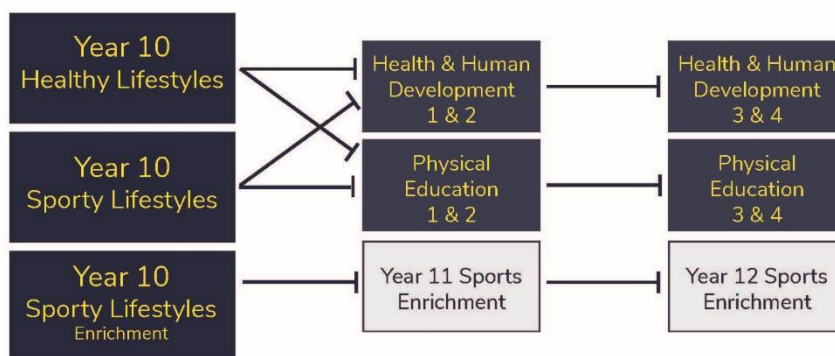 Year 10
Healthy Lifestyles
Health & Human
Development
1 & 2
Health & Human
Development
3 & 4
Year 10
Sporty Lifestyles
Physical
Education
1 & 2
Physical
Education
3 & 4
Year 10
Sporty Lifestyles
Enrichment
Year 11 Sports
Enrichment
Year 12 Sports
Enrichment